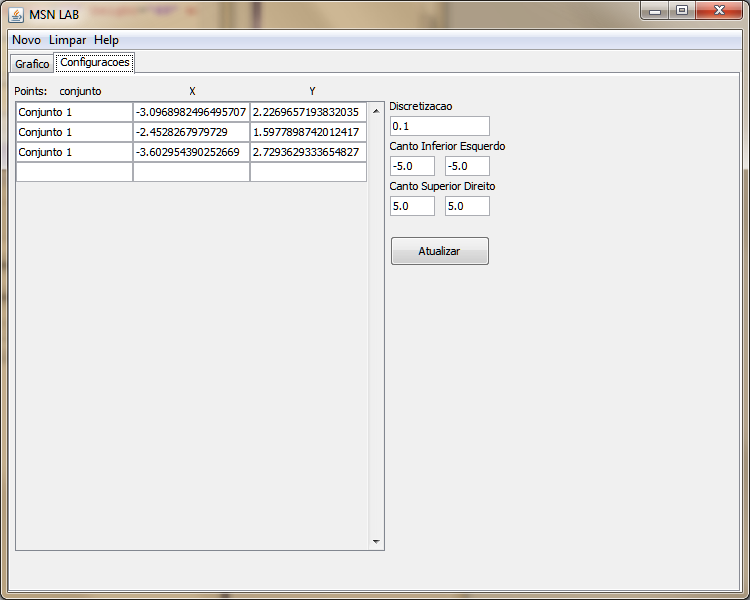 MSN LAB
Novo Limpar Help
Grafico Configuracoes
Points: conjunto X Y
Conjunto 1 -3.0968982496495707 2.2269657193832035
Conjunto 1 -2.4528267979729 1.5977898742012417
Conjunto 1 -3.602954390252669 2.7293629333654827
Discretizacao
0.1
Canto Inferior Esquerdo
-5.0 -5.0
Canto Superior Direito
5.0 5.0
Atualizar